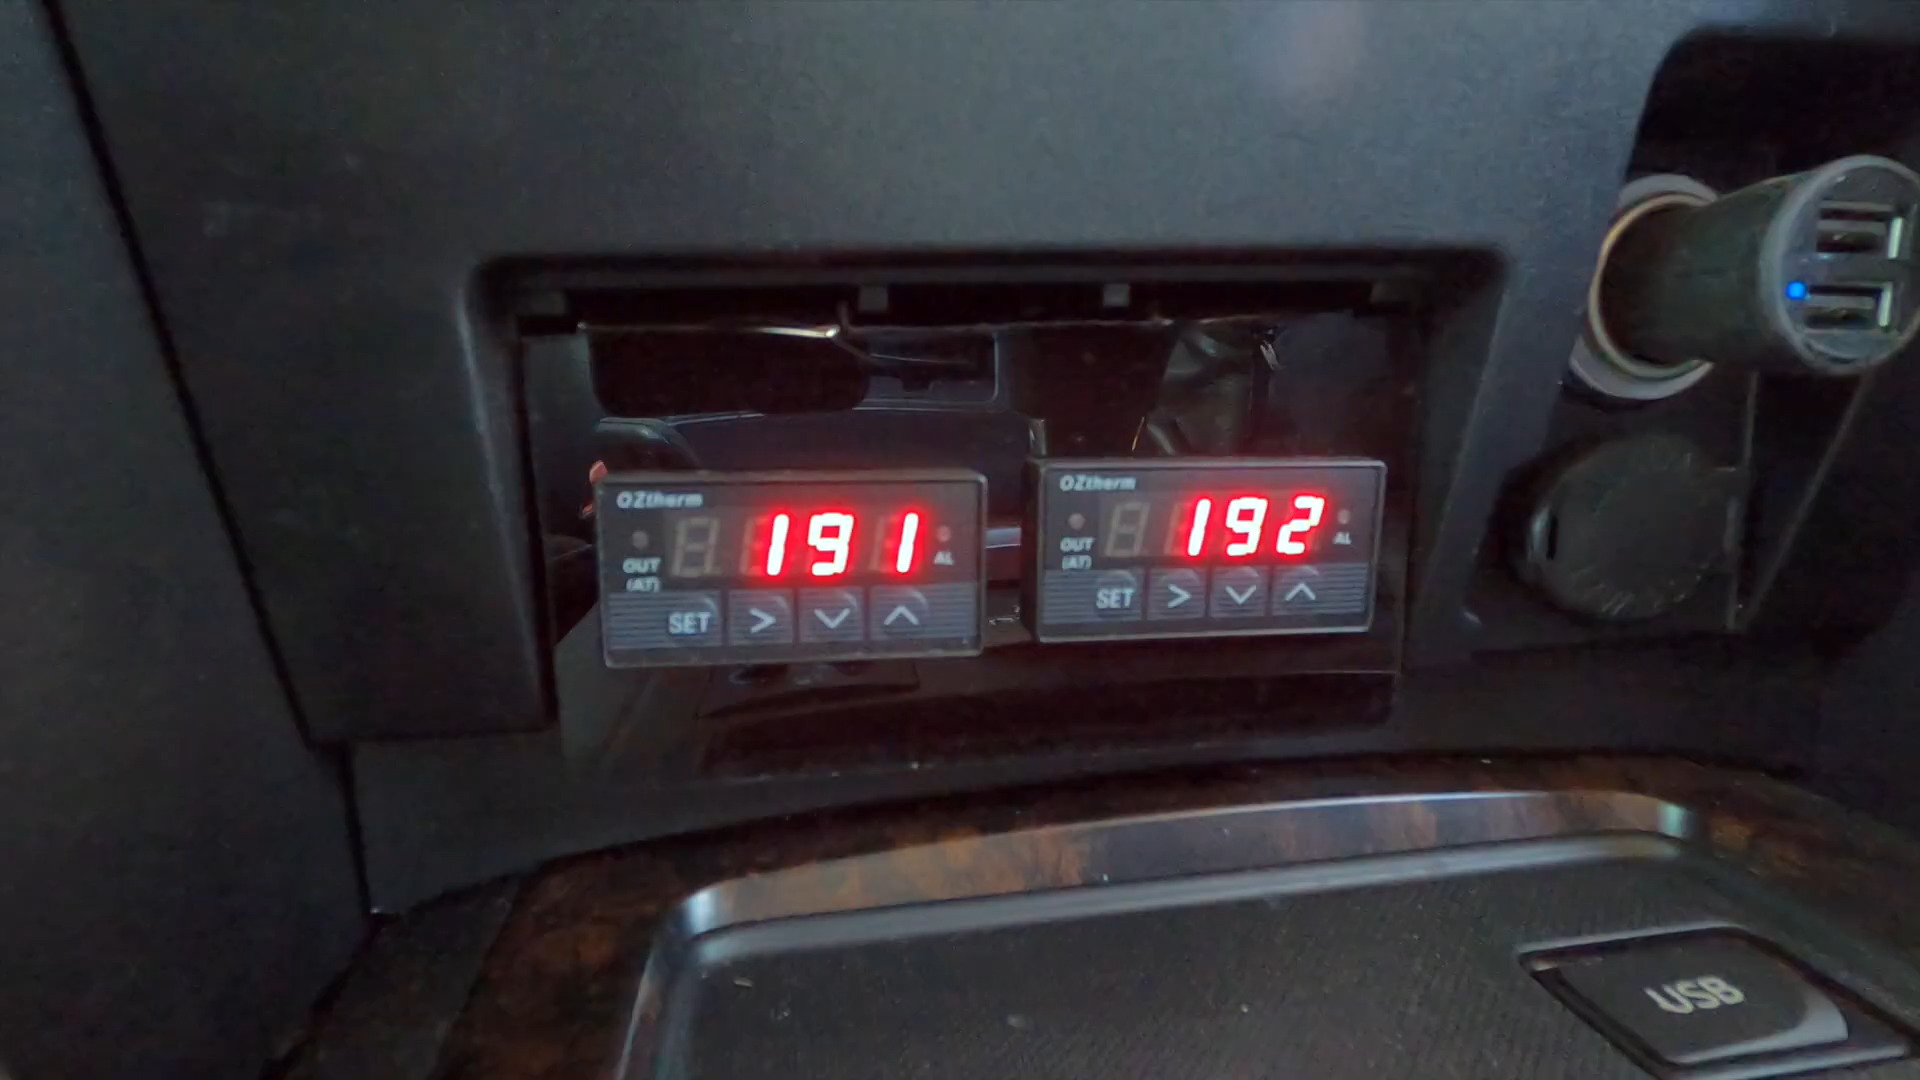 OZtherm
191
OUT
(AT)
AL
SET > ∨ ∧
OZtherm
192
OUT
(AT)
AL
SET > ∨ ∧
USB